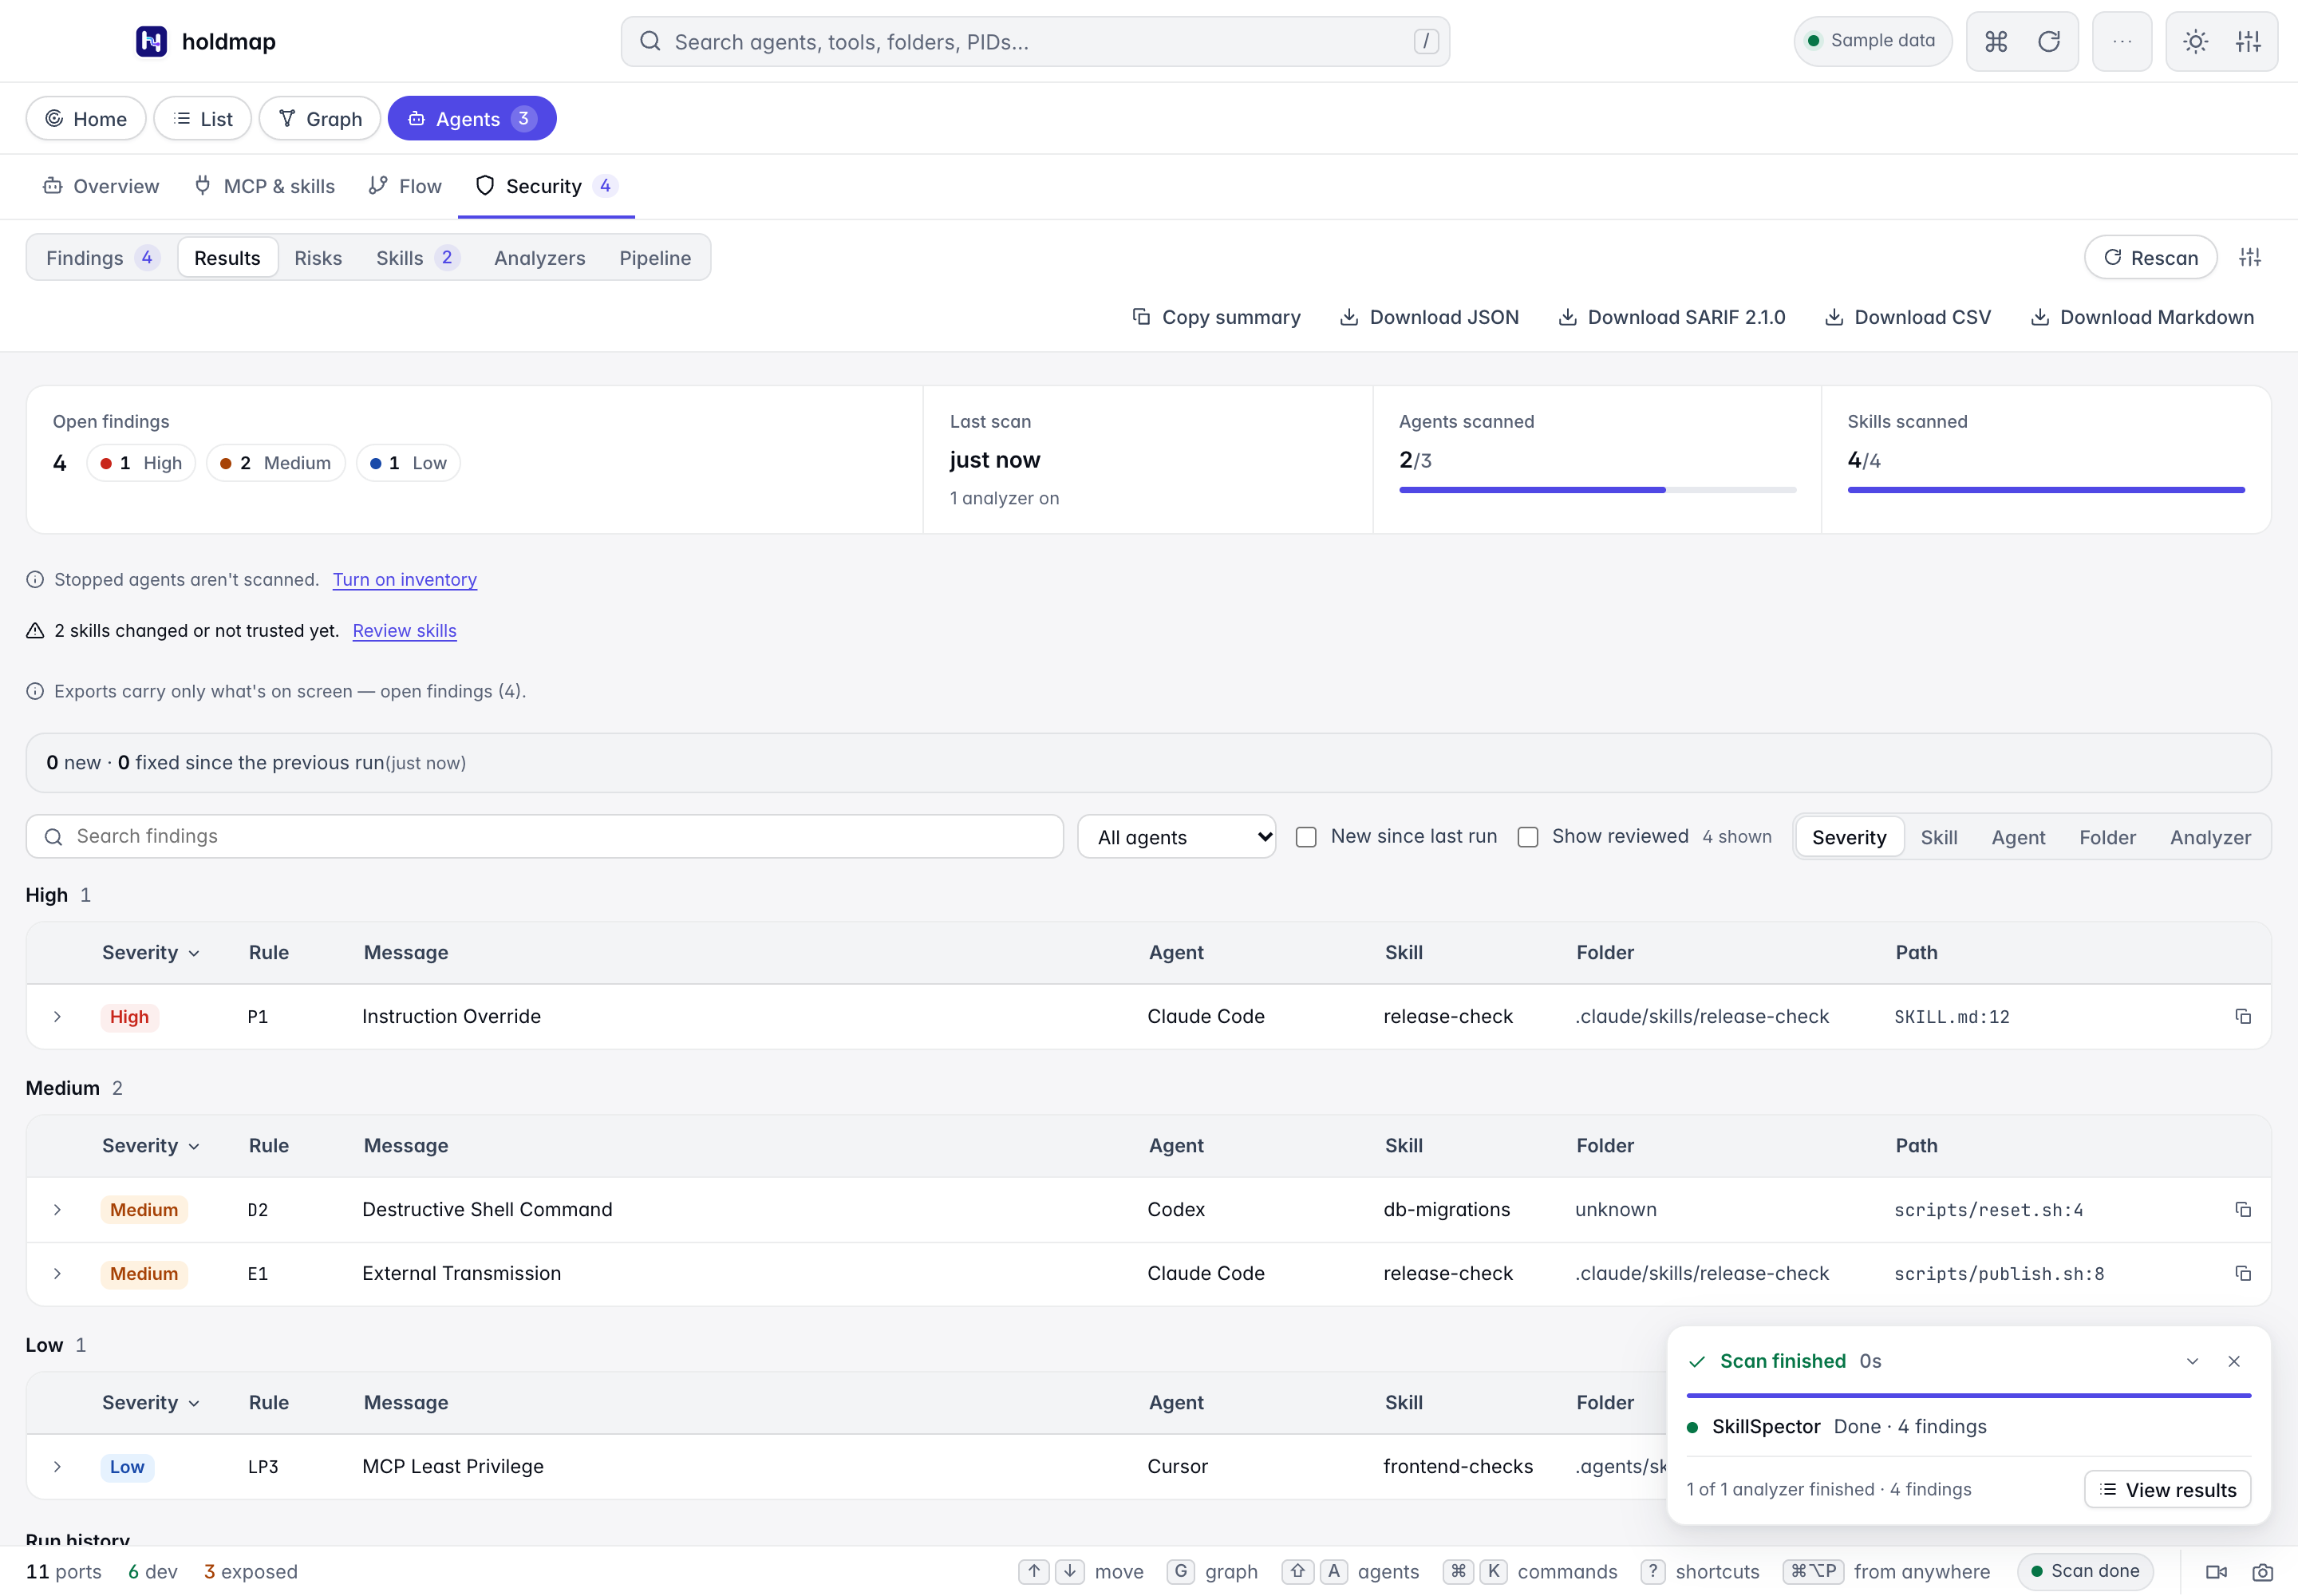 holdmap
Search agents, tools, folders, PIDs...
/
Sample data
Home
List
Graph
Agents 3
Overview
MCP & skills
Flow
Security 4
Findings 4
Results
Risks
Skills 2
Analyzers
Pipeline
Rescan
Copy summary
Download JSON
Download SARIF 2.1.0
Download CSV
Download Markdown
Open findings
4 1 High 2 Medium 1 Low
Last scan
just now
1 analyzer on
Agents scanned
2/3
Skills scanned
4/4
Stopped agents aren't scanned. Turn on inventory
2 skills changed or not trusted yet. Review skills
Exports carry only what's on screen — open findings (4).
0 new · 0 fixed since the previous run(just now)
Search findings
All agents
New since last run
Show reviewed
4 shown
Severity Skill Agent Folder Analyzer
High 1
Severity Rule Message Agent Skill Folder Path
High P1 Instruction Override Claude Code release-check .claude/skills/release-check SKILL.md:12
Medium 2
Severity Rule Message Agent Skill Folder Path
Medium D2 Destructive Shell Command Codex db-migrations unknown scripts/reset.sh:4
Medium E1 External Transmission Claude Code release-check .claude/skills/release-check scripts/publish.sh:8
Low 1
Severity Rule Message Agent Skill Folder
Low LP3 MCP Least Privilege Cursor frontend-checks .agents/sk
Scan finished 0s
SkillSpector Done · 4 findings
1 of 1 analyzer finished · 4 findings
View results
Run history
11 ports 6 dev 3 exposed
↑ ↓ move G graph ⇧ A agents ⌘ K commands ? shortcuts ⌘⌥P from anywhere
Scan done